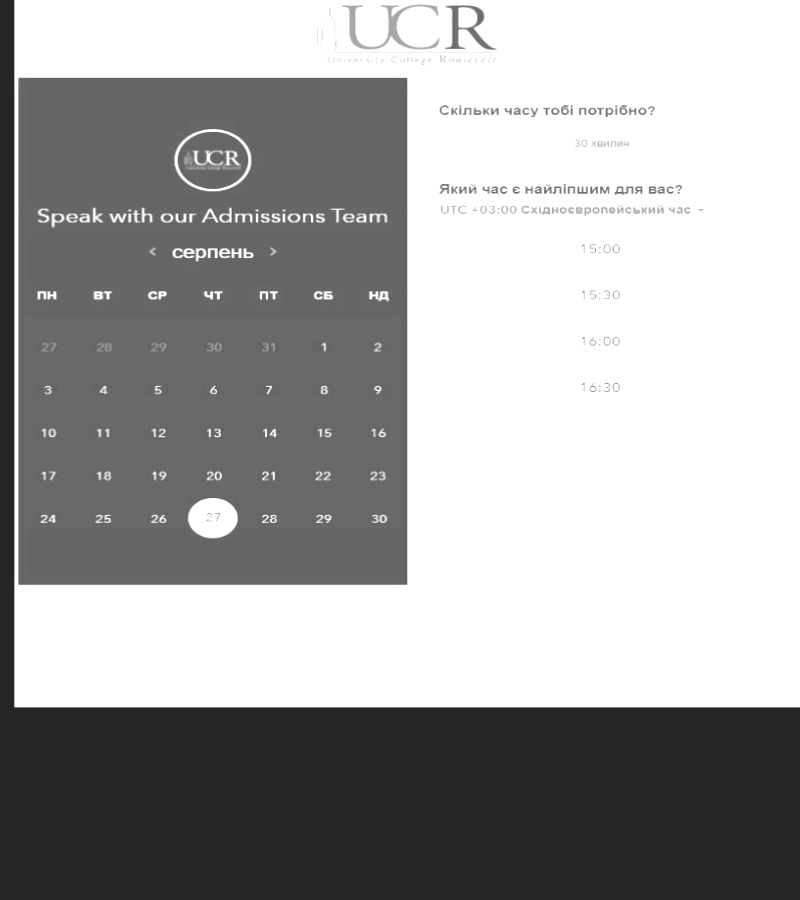 UCR
University College Roosevelt
UCR
Speak with our Admissions Team
< серпень >
ПН ВТ СР ЧТ ПТ СБ НД
27 28 29 30 31 1 2
3 4 5 6 7 8 9
10 11 12 13 14 15 16
17 18 19 20 21 22 23
24 25 26 27 28 29 30
Скільки часу тобі потрібно?
30 хвилин
Який час є найліпшим для вас?
UTC +03:00 Східноєвропейський час
15:00
15:30
16:00
16:30